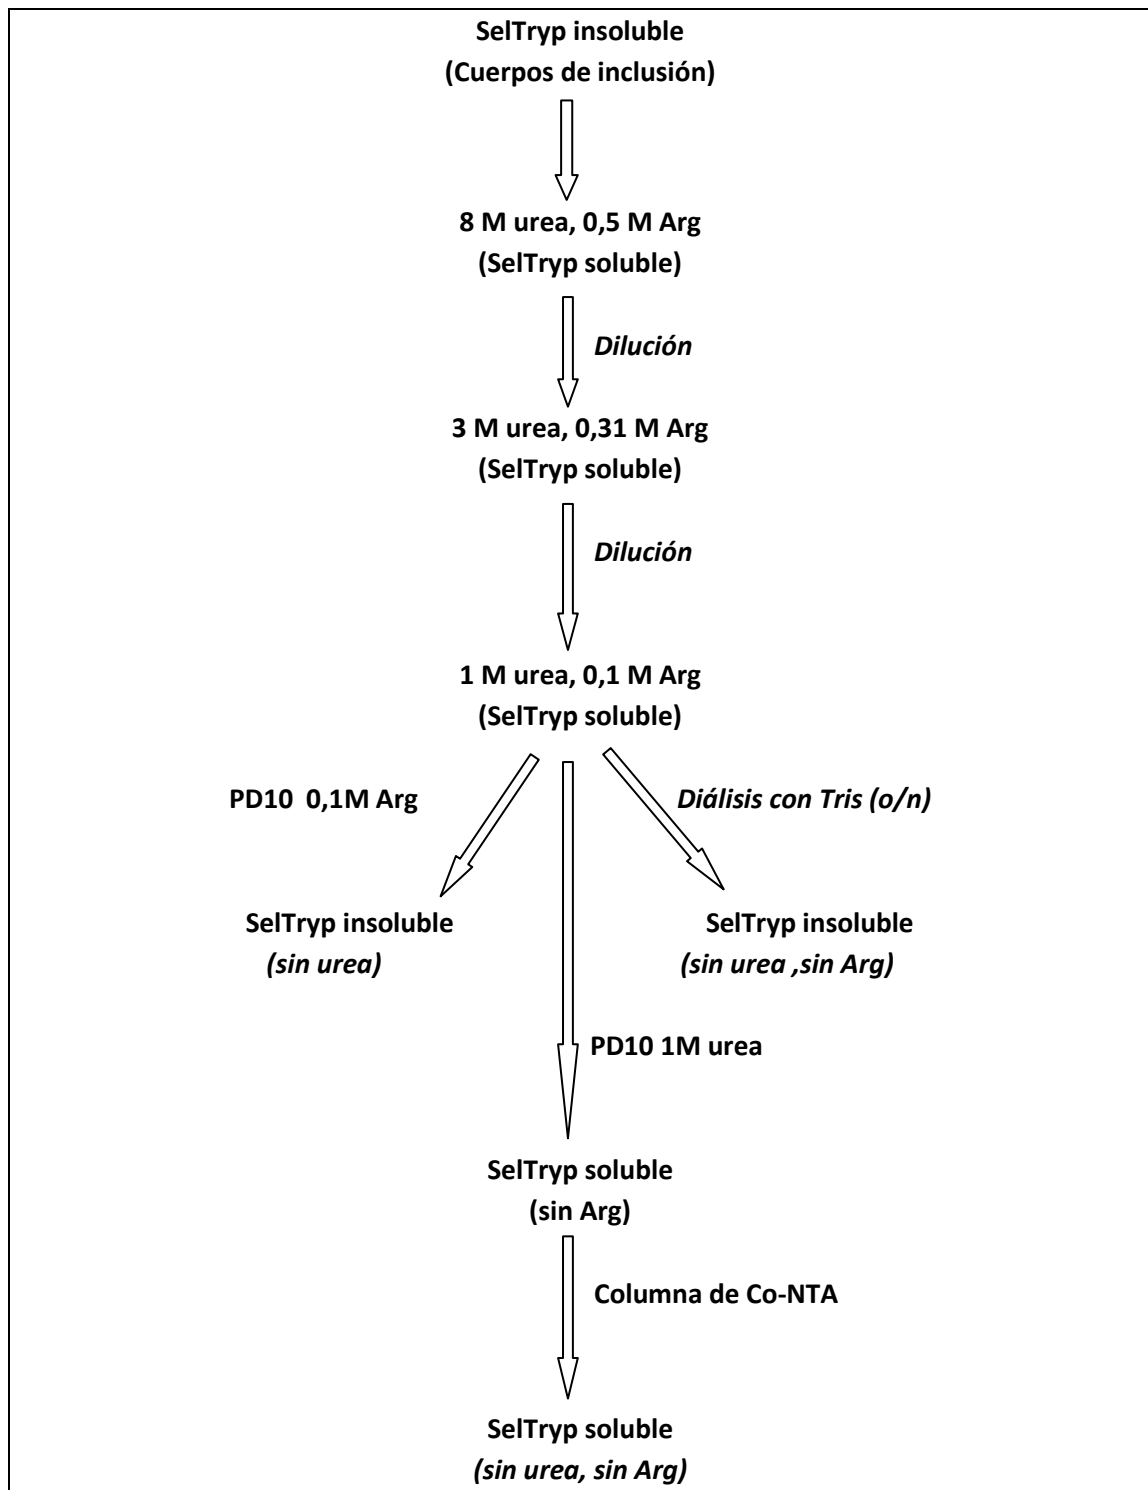 SelTryp insoluble
(Cuerpos de inclusión)
8 M urea, 0,5 M Arg
(SelTryp soluble)
Dilución
3 M urea, 0,31 M Arg
(SelTryp soluble)
Dilución
1 M urea, 0,1 M Arg
(SelTryp soluble)
PD10 0,1M Arg
Diálisis con Tris (o/n)
SelTryp insoluble
(sin urea)
SelTryp insoluble
(sin urea ,sin Arg)
PD10 1M urea
SelTryp soluble
(sin Arg)
Columna de Co-NTA
SelTryp soluble
(sin urea, sin Arg)